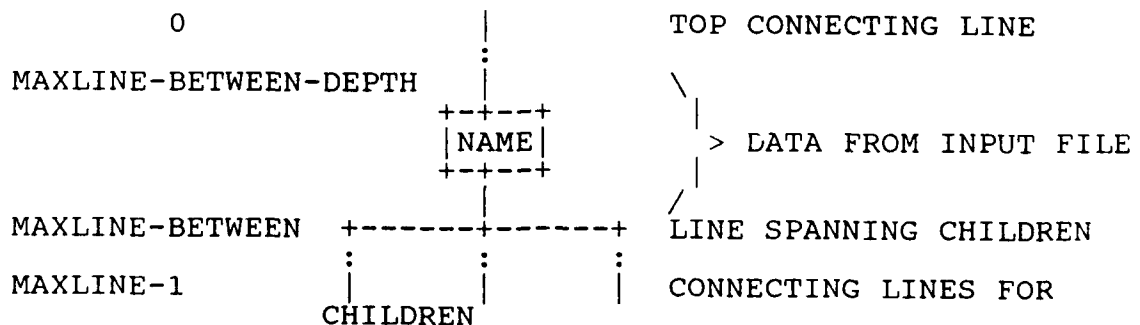 0 | TOP CONNECTING LINE
:
MAXLINE-BETWEEN-DEPTH | \
+-+-+ |
|NAME| > DATA FROM INPUT FILE
+-+-+ |
| /
MAXLINE-BETWEEN +------+------+ LINE SPANNING CHILDREN
: : :
MAXLINE-1 | | | CONNECTING LINES FOR
CHILDREN